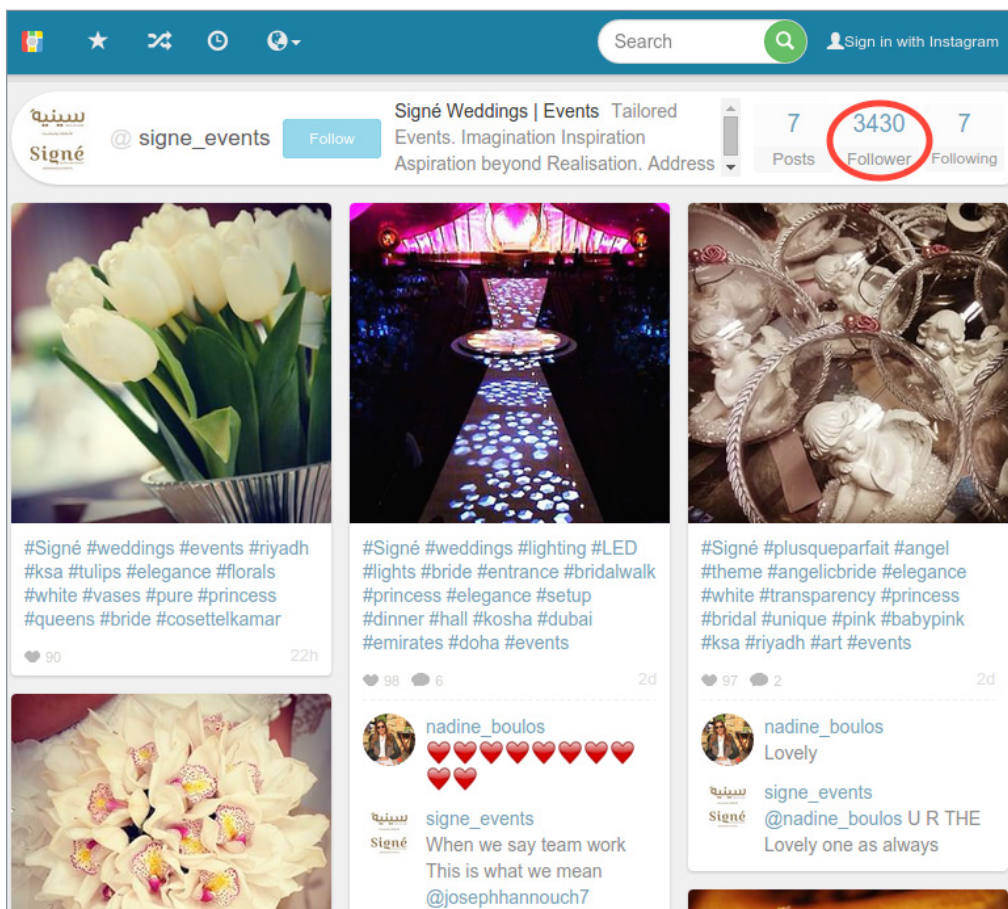 Search
Sign in with Instagram
سينية
Signé
@ signe_events
Follow
Signé Weddings | Events Tailored
Events. Imagination Inspiration
Aspiration beyond Realisation. Address
7
Posts
3430
Follower
7
Following
#Signé #weddings #events #riyadh
#ksa #tulips #elegance #florals
#white #vases #pure #princess
#queens #bride #cosettelkamar
90
22h
#Signé #weddings #lighting #LED
#lights #bride #entrance #bridalwalk
#princess #elegance #setup
#dinner #hall #kosha #dubai
#emirates #doha #events
98 6
2d
nadine_boulos
سينية
Signé
signe_events
When we say team work
This is what we mean
@josephhannouch7
#Signé #plusqueparfait #angel
#theme #angelicbride #elegance
#white #transparency #princess
#bridal #unique #pink #babypink
#ksa #riyadh #art #events
97 2
2d
nadine_boulos
Lovely
سينية
Signé
signe_events
@nadine_boulos U R THE
Lovely one as always